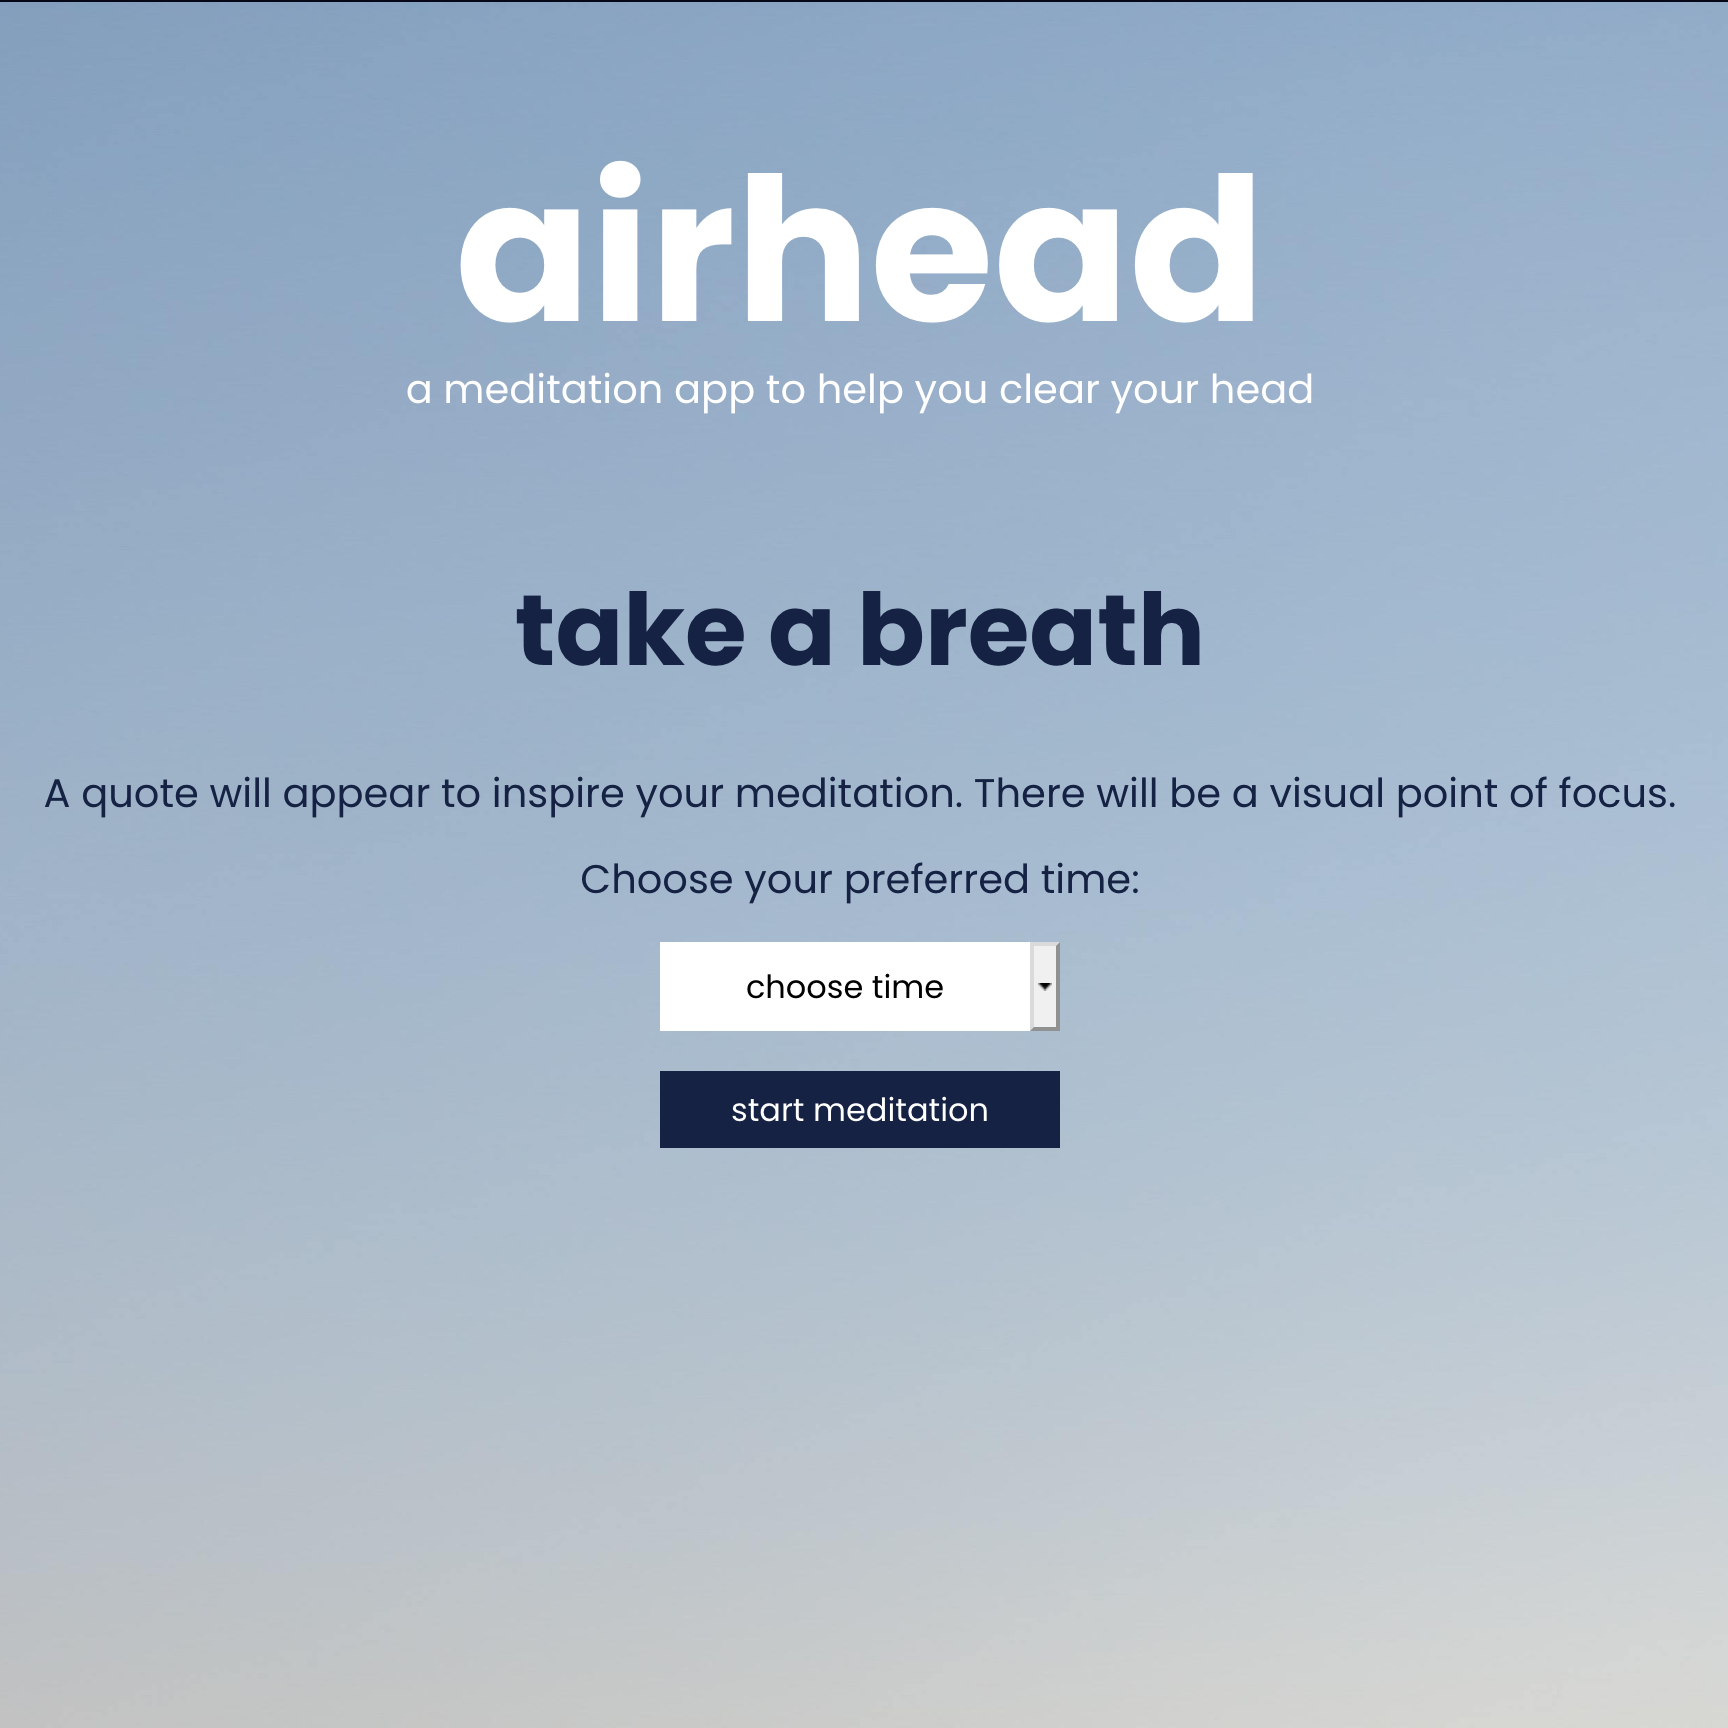 airhead
a meditation app to help you clear your head
take a breath
A quote will appear to inspire your meditation. There will be a visual point of focus.
Choose your preferred time:
choose time
start meditation